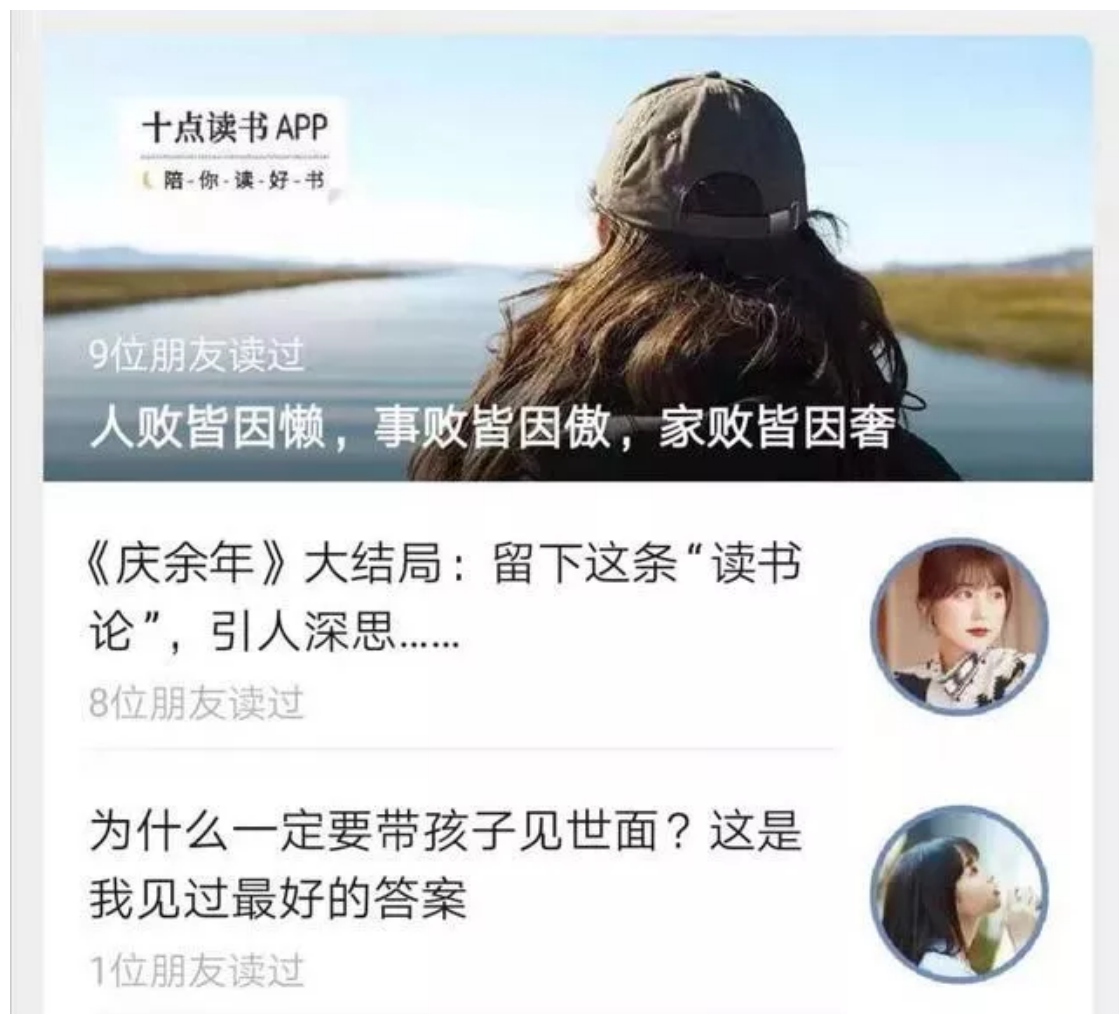 十点读书 APP
陪-你-读-好-书
9位朋友读过
人败皆因懒，事败皆因傲，家败皆因奢
《庆余年》大结局：留下这条“读书
论”，引人深思……
8位朋友读过
为什么一定要带孩子见世面？这是
我见过最好的答案
1位朋友读过